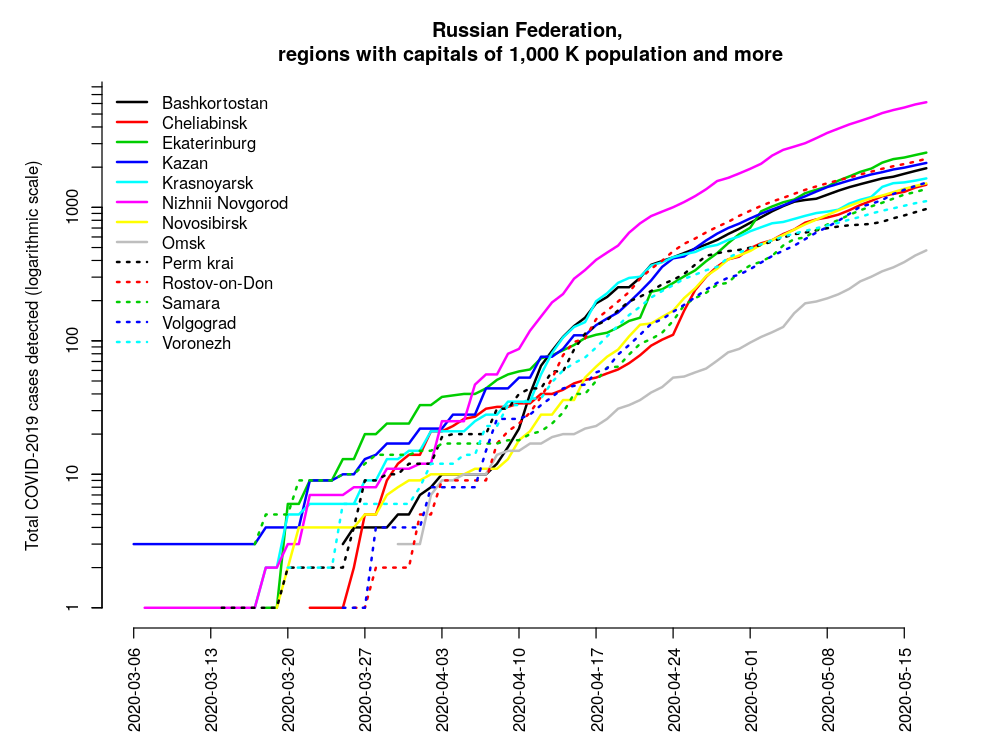 Russian Federation,
regions with capitals of 1,000 K population and more
Total COVID-2019 cases detected (logarithmic scale)
1000
100
10
1
Bashkortostan
Cheliabinsk
Ekaterinburg
Kazan
Krasnoyarsk
Nizhnii Novgorod
Novosibirsk
Omsk
Perm krai
Rostov-on-Don
Samara
Volgograd
Voronezh
2020-03-06
2020-03-13
2020-03-20
2020-03-27
2020-04-03
2020-04-10
2020-04-17
2020-04-24
2020-05-01
2020-05-08
2020-05-15